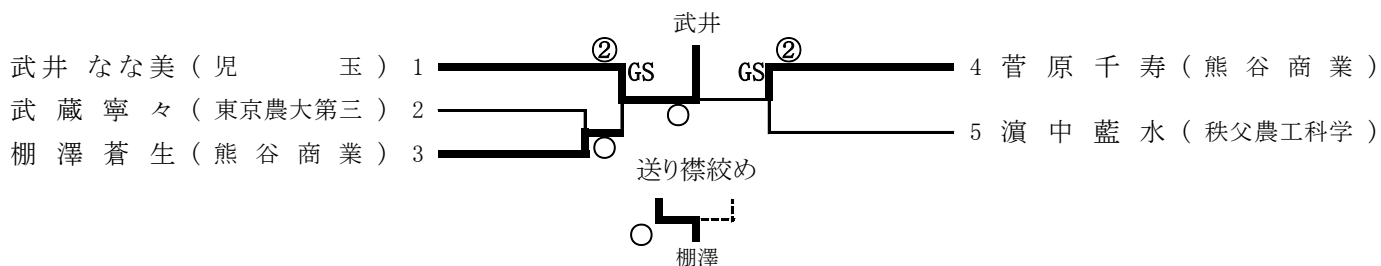 武井
武井 なな美 ( 児 玉 ) 1 ② GS GS ② 4 菅 原 千 寿 ( 熊 谷 商 業 )
武 蔵 寧 々 ( 東京農大第三 ) 2 ○
棚 澤 蒼 生 ( 熊 谷 商 業 ) 3 ○ 5 濵 中 藍 水 ( 秩父農工科学 )
送り襟絞め
○
棚澤